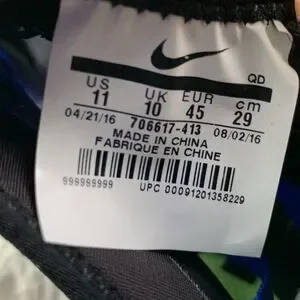 QD
US UK EUR cm
11 10 45 29
04/21/16 706617-413 08/02/16
MADE IN CHINA
FABRIQUE EN CHINE
999999999 UPC 00091201358229